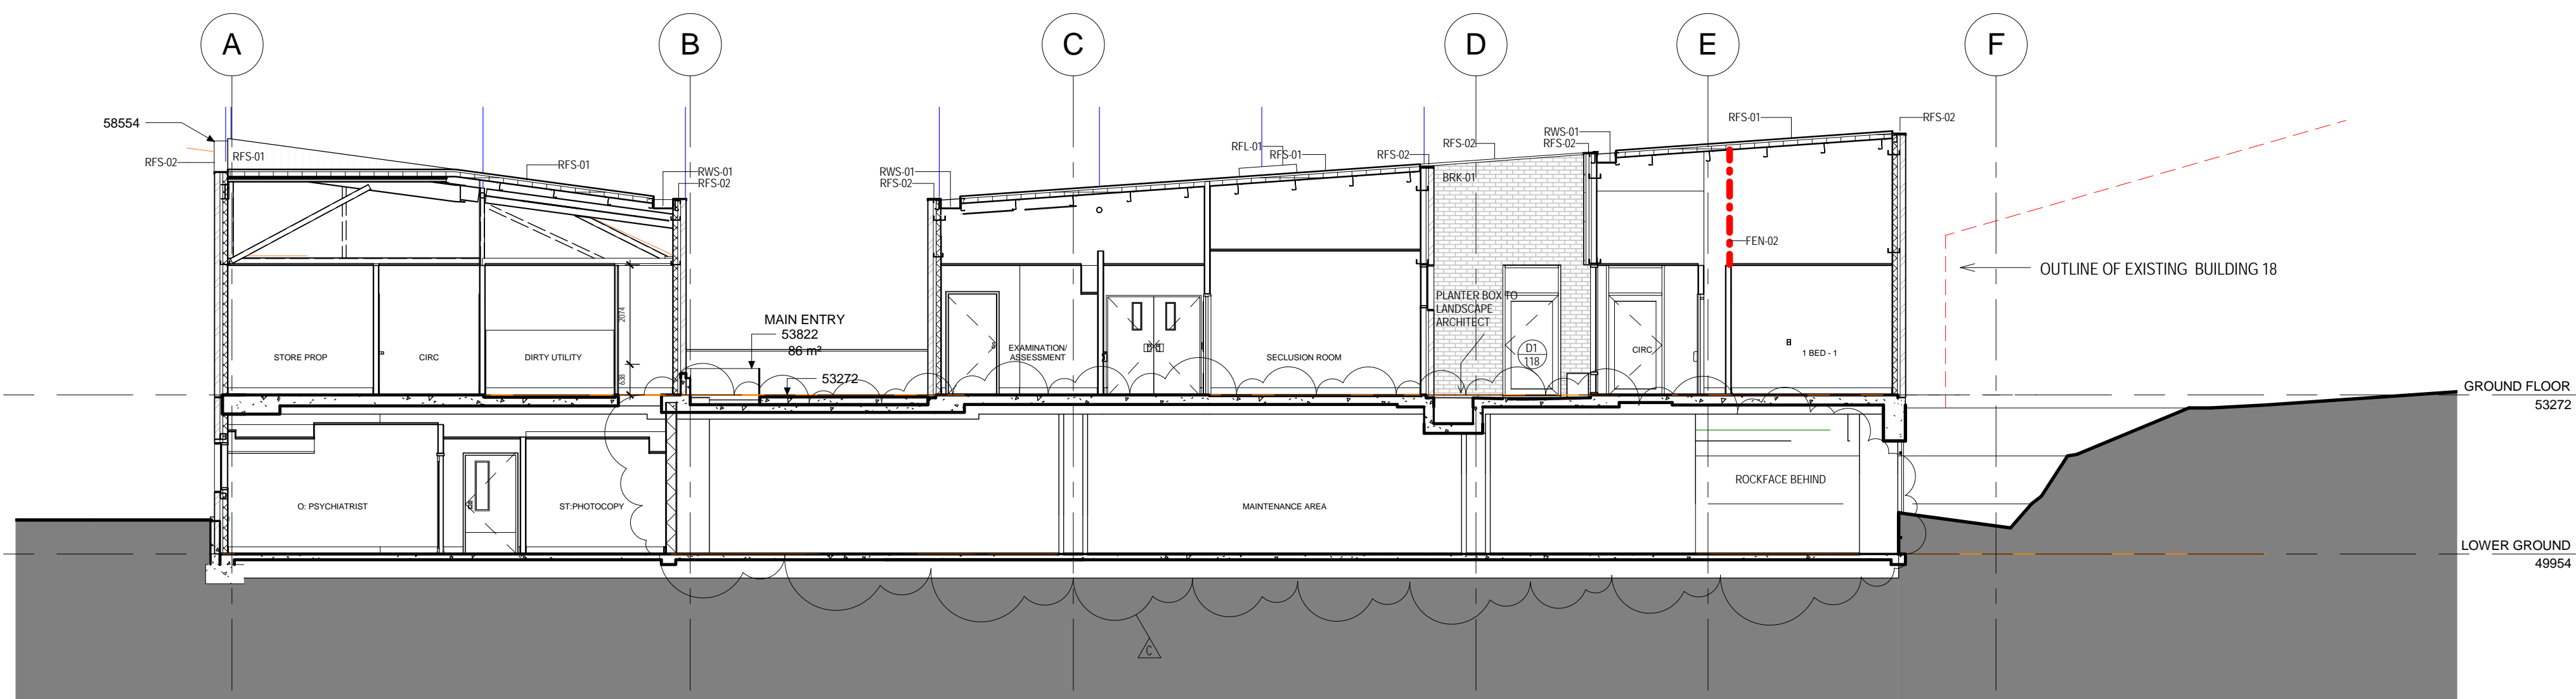 A
B
C
D
E
F
58554
RFS-02
RFS-01
RFS-01
RWS-01
RFS-02
RWS-01
RFS-02
RFL-01
RFS-01
RFS-02
RFS-02
BRK-01
RWS-01
RFS-02
RFS-01
RFS-02
FEN-02
OUTLINE OF EXISTING BUILDING 18
2074
638
MAIN ENTRY
53822
86 m²
53272
STORE PROP
CIRC
DIRTY UTILITY
EXAMINATION/
ASSESSMENT
SECLUSION ROOM
PLANTER BOX TO
LANDSCAPE
ARCHITECT
D1
118
CIRC
1 BED - 1
GROUND FLOOR
53272
O: PSYCHIATRIST
ST:PHOTOCOPY
MAINTENANCE AREA
ROCKFACE BEHIND
LOWER GROUND
49954
C